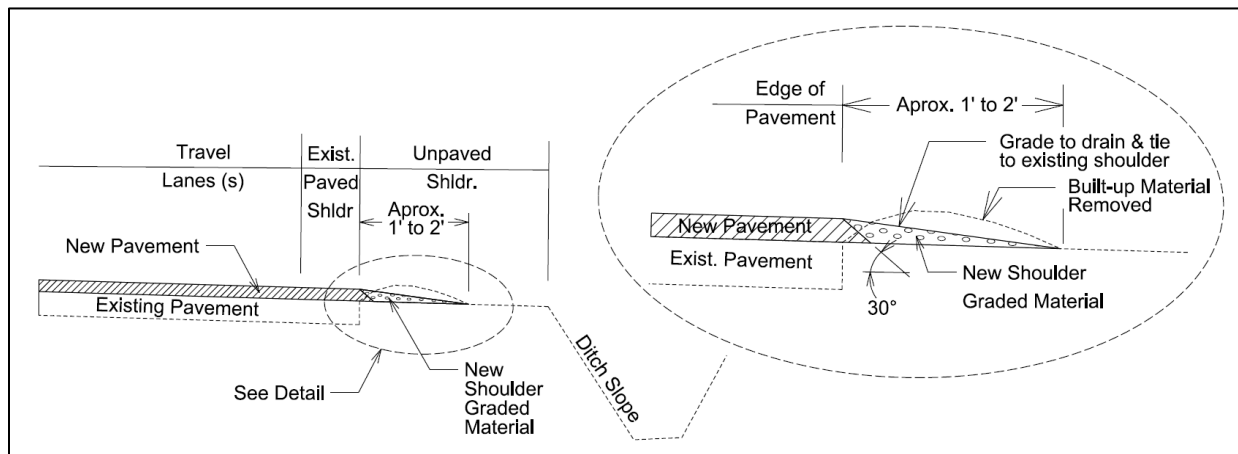 Travel
Lanes (s)
Exist.
Paved
Shldr
Unpaved
Shldr.
Aprox.
1' to 2'
New Pavement
Existing Pavement
See Detail
New
Shoulder
Graded
Material
Ditch Slope
Edge of
Pavement
Aprox. 1' to 2'
Grade to drain & tie
to existing shoulder
Built-up Material
Removed
New Pavement
Exist. Pavement
New Shoulder
Graded Material
30°